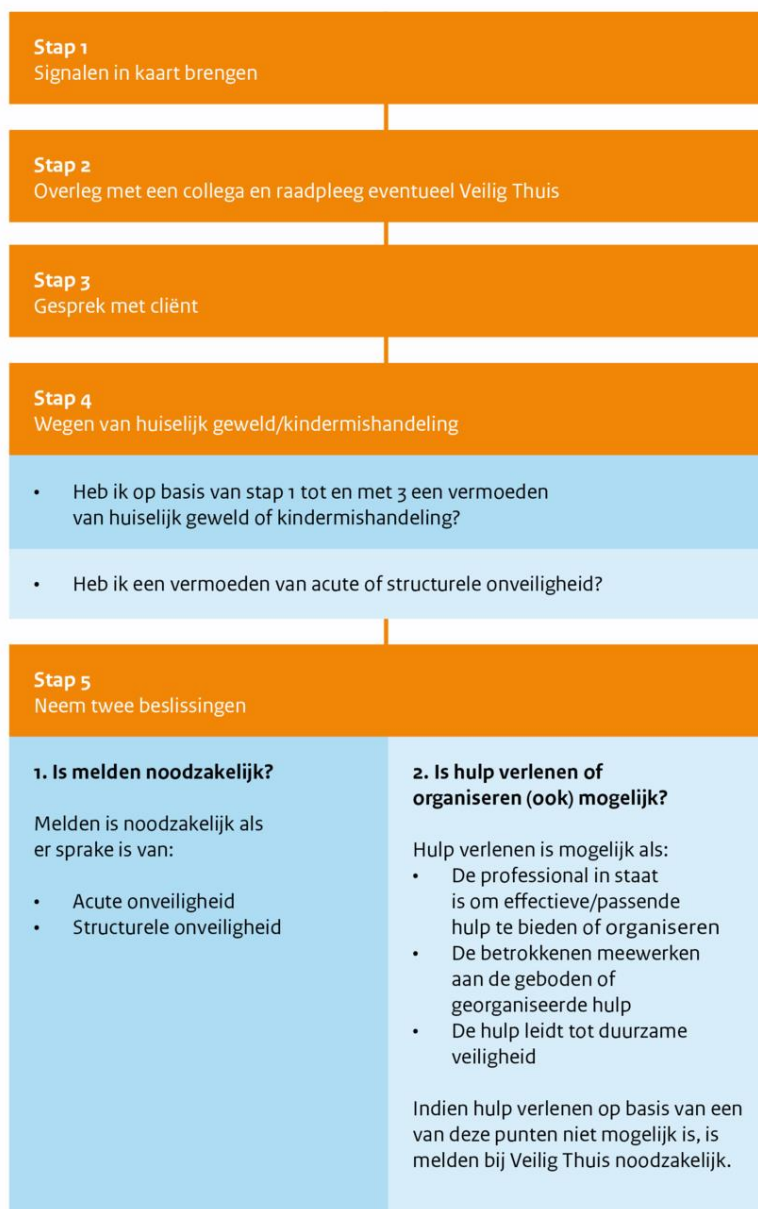 Stap 1
Signalen in kaart brengen
Stap 2
Overleg met een collega en raadpleeg eventueel Veilig Thuis
Stap 3
Gesprek met cliënt
Stap 4
Wegen van huiselijk geweld/kindermishandeling
• Heb ik op basis van stap 1 tot en met 3 een vermoeden
van huiselijk geweld of kindermishandeling?
• Heb ik een vermoeden van acute of structurele onveiligheid?
Stap 5
Neem twee beslissingen
1. Is melden noodzakelijk?
Melden is noodzakelijk als
er sprake is van:
• Acute onveiligheid
• Structurele onveiligheid
2. Is hulp verlenen of
organiseren (ook) mogelijk?
Hulp verlenen is mogelijk als:
• De professional in staat
is om effectieve/passende
hulp te bieden of organiseren
• De betrokkenen meewerken
aan de geboden of
georganiseerde hulp
• De hulp leidt tot duurzame
veiligheid
Indien hulp verlenen op basis van een
van deze punten niet mogelijk is, is
melden bij Veilig Thuis noodzakelijk.